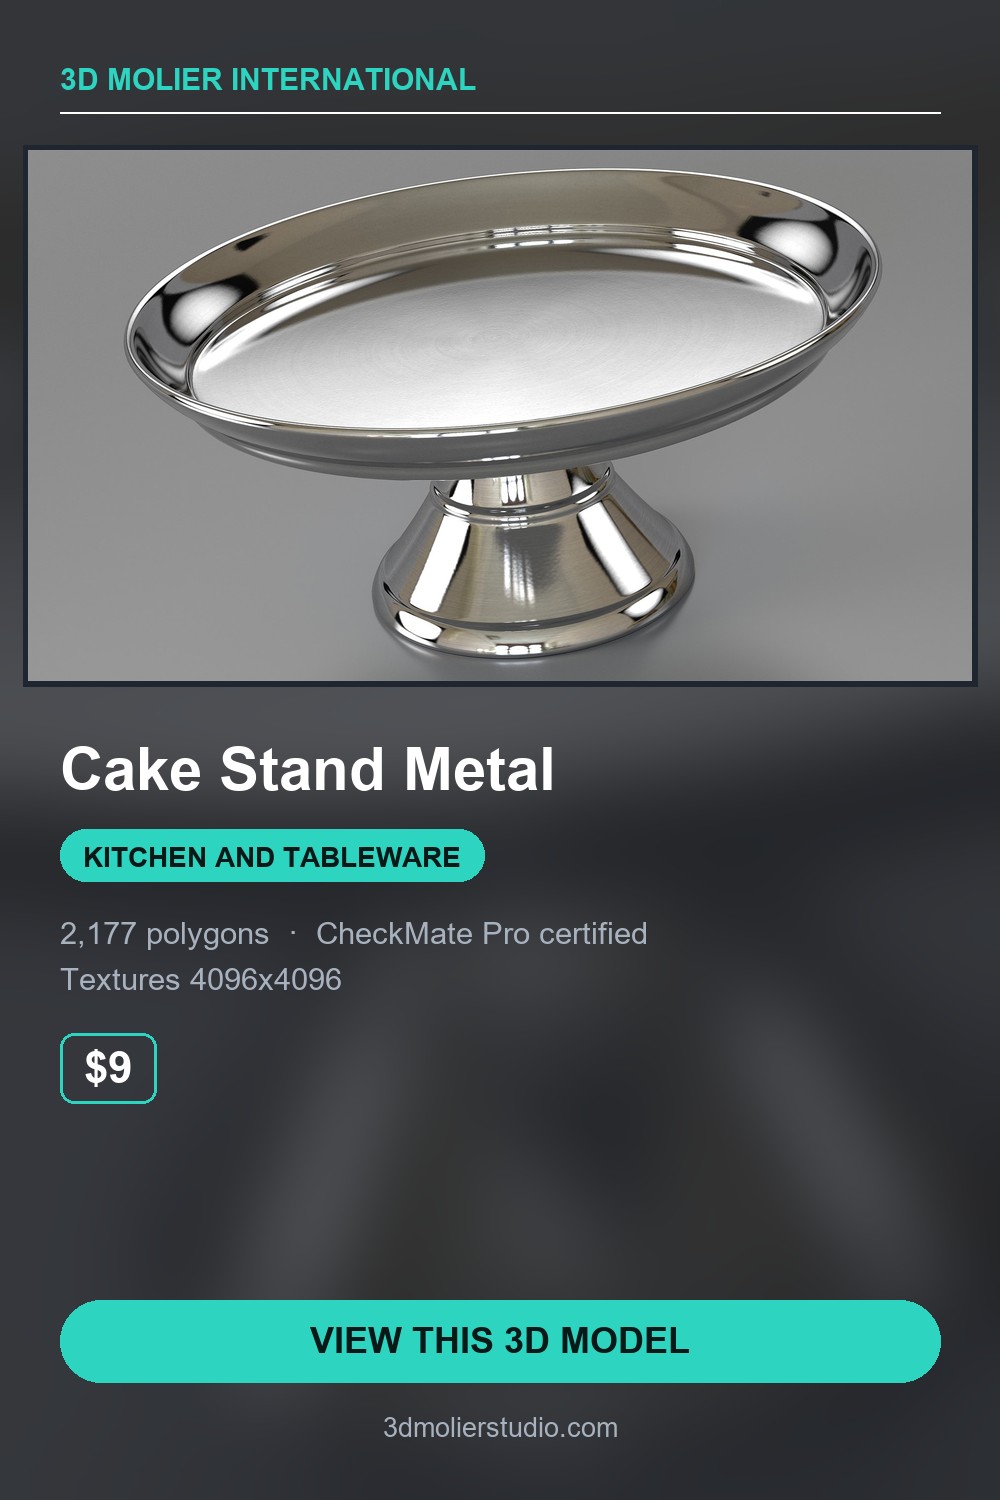 3D MOLIER INTERNATIONAL
Cake Stand Metal
KITCHEN AND TABLEWARE
2,177 polygons · CheckMate Pro certified
Textures 4096x4096
$9
VIEW THIS 3D MODEL
3dmolierstudio.com